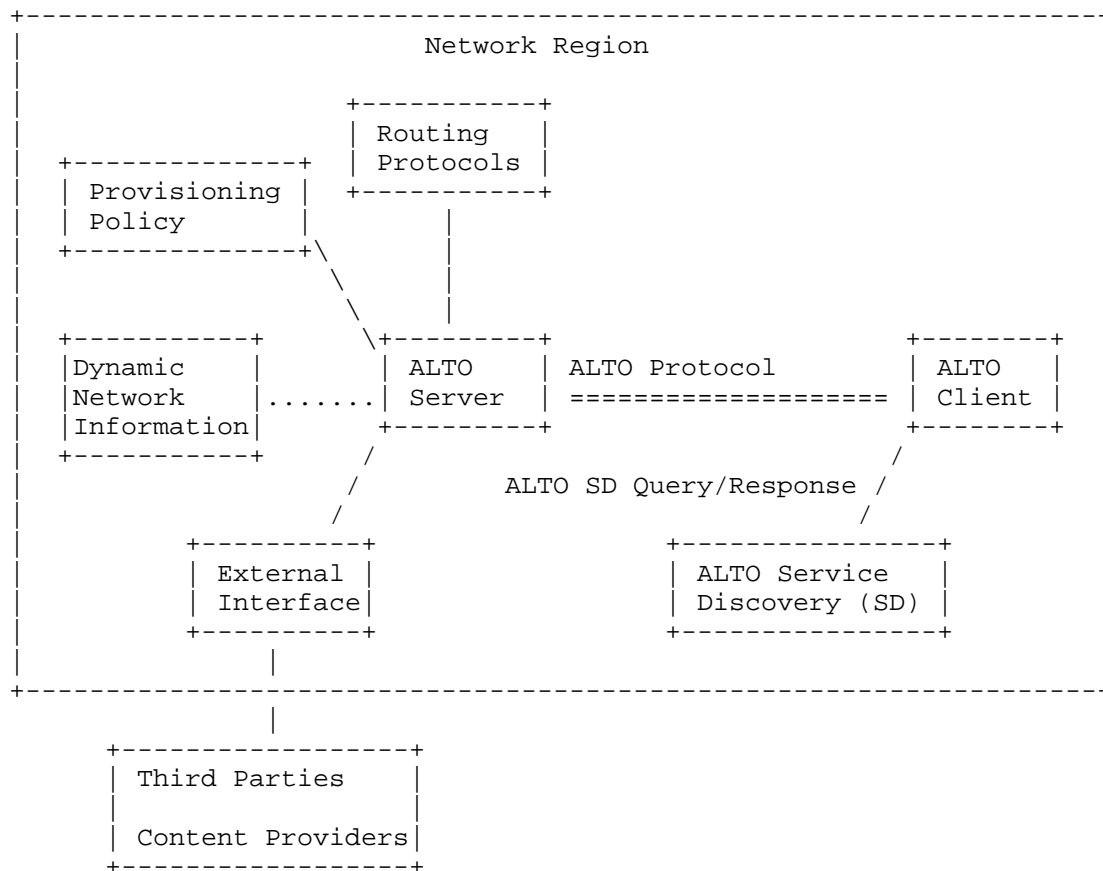 Network Region
Routing
Protocols
Provisioning
Policy
Dynamic
Network
Information
ALTO
Server
ALTO Protocol
ALTO
Client
ALTO SD Query/Response
External
Interface
ALTO Service
Discovery (SD)
Third Parties
Content Providers